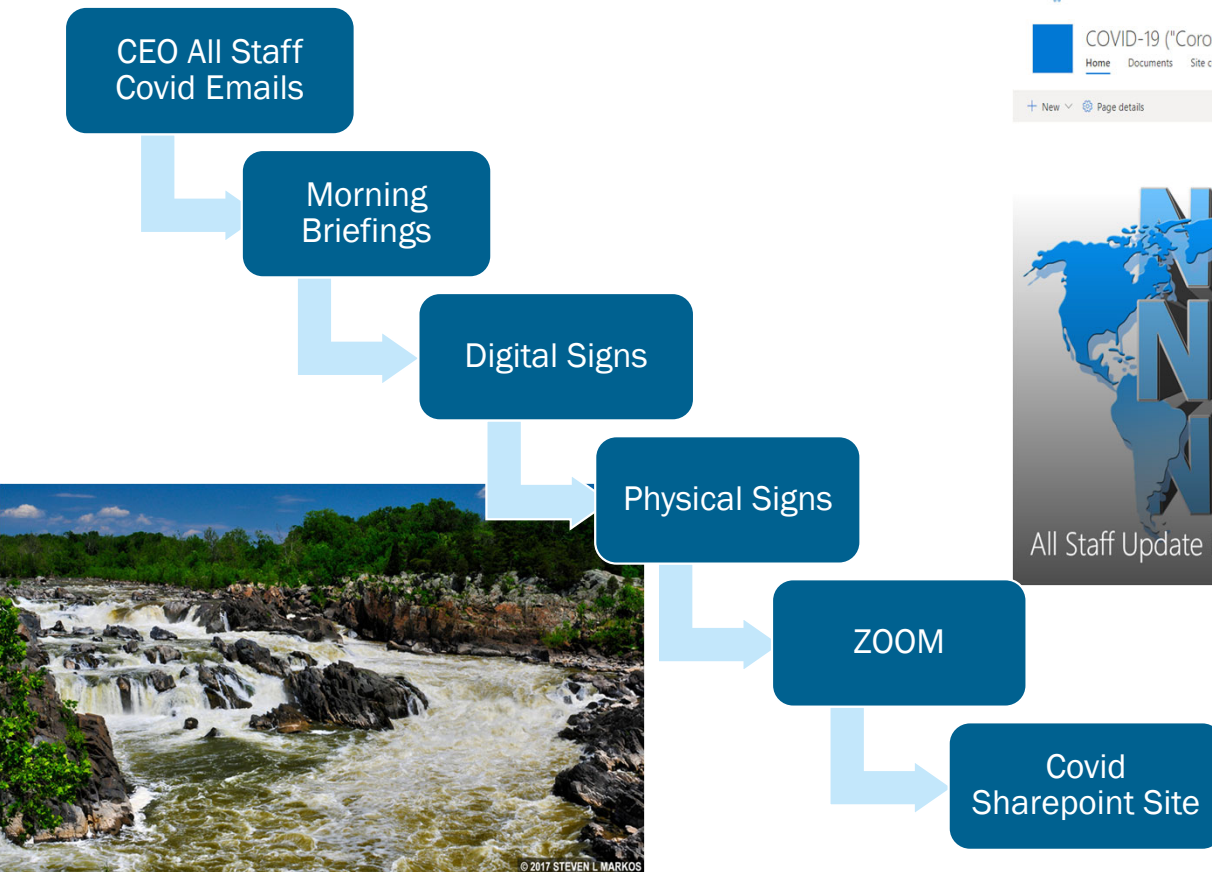 CEO All Staff
Covid Emails
Morning
Briefings
Digital Signs
Physical Signs
ZOOM
Covid
Sharepoint Site
COVID-19 ("Coro
Home Documents Site c
+ New Page details
N
N
N
All Staff Update
© 2017 STEVEN L MARKOS